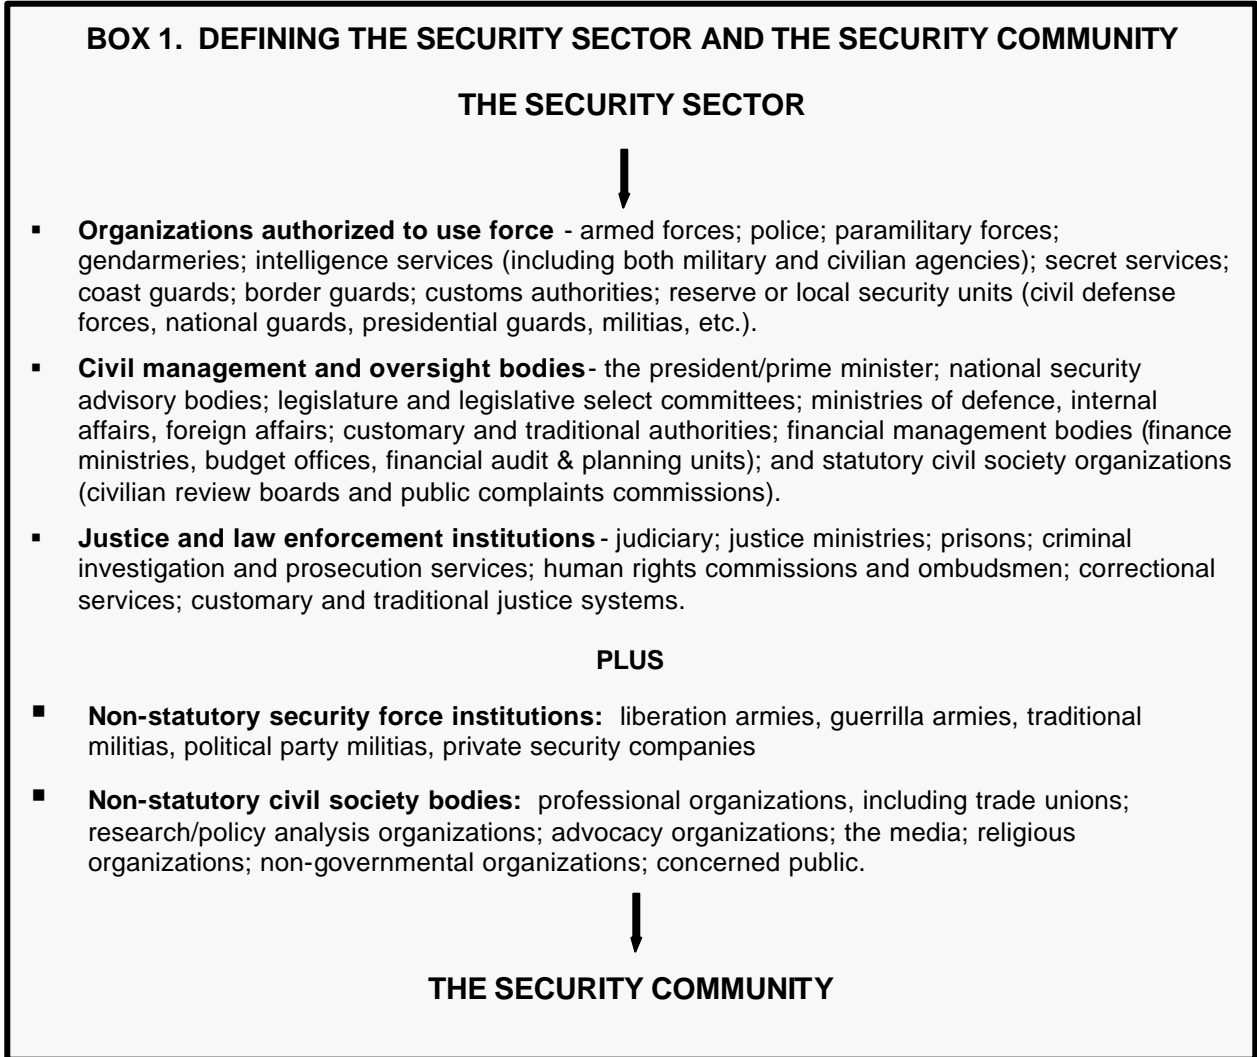 BOX 1. DEFINING THE SECURITY SECTOR AND THE SECURITY COMMUNITY
THE SECURITY SECTOR
▪ Organizations authorized to use force - armed forces; police; paramilitary forces;
gendarmeries; intelligence services (including both military and civilian agencies); secret services;
coast guards; border guards; customs authorities; reserve or local security units (civil defense
forces, national guards, presidential guards, militias, etc.).
▪ Civil management and oversight bodies- the president/prime minister; national security
advisory bodies; legislature and legislative select committees; ministries of defence, internal
affairs, foreign affairs; customary and traditional authorities; financial management bodies (finance
ministries, budget offices, financial audit & planning units); and statutory civil society organizations
(civilian review boards and public complaints commissions).
▪ Justice and law enforcement institutions - judiciary; justice ministries; prisons; criminal
investigation and prosecution services; human rights commissions and ombudsmen; correctional
services; customary and traditional justice systems.
PLUS
▪ Non-statutory security force institutions: liberation armies, guerrilla armies, traditional
militias, political party militias, private security companies
▪ Non-statutory civil society bodies: professional organizations, including trade unions;
research/policy analysis organizations; advocacy organizations; the media; religious
organizations; non-governmental organizations; concerned public.
THE SECURITY COMMUNITY